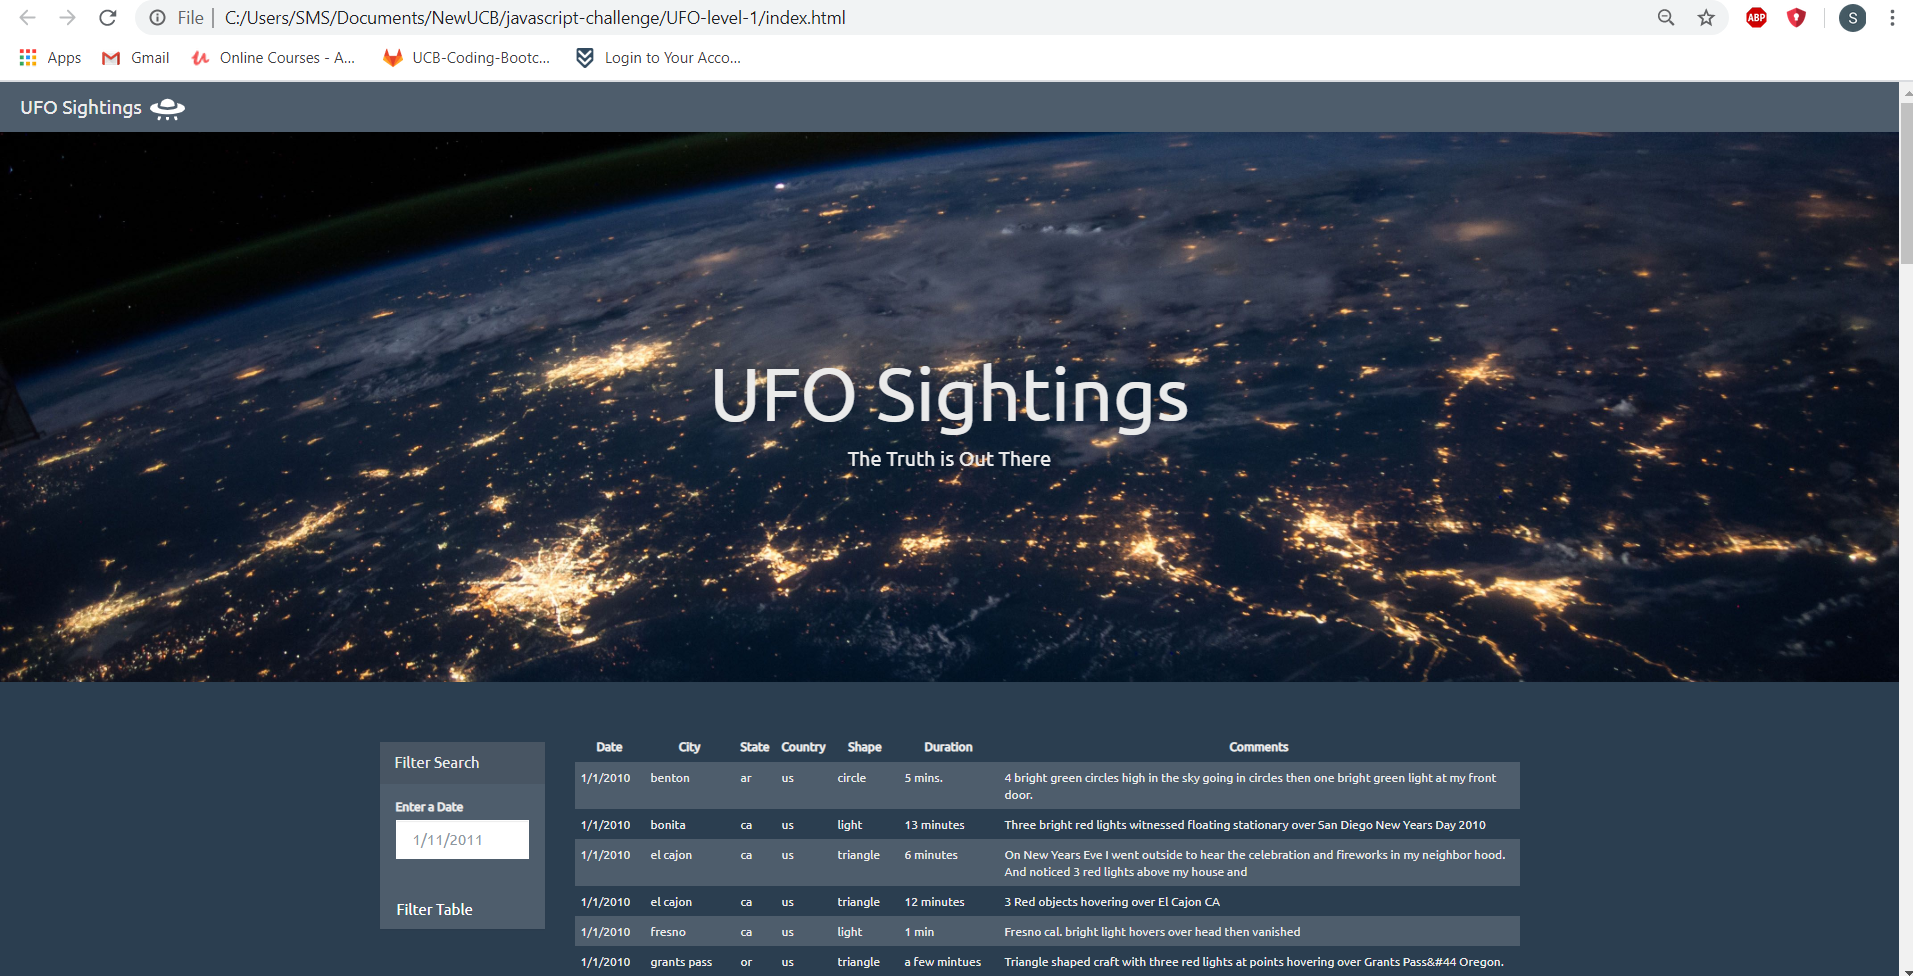 File | C:/Users/SMS/Documents/NewUCB/javascript-challenge/UFO-level-1/index.html ABP S
Apps Gmail Online Courses - A... UCB-Coding-Bootc... Login to Your Acco...
UFO Sightings
UFO Sightings
The Truth is Out There
Filter Search
Enter a Date
1/11/2011
Filter Table
Date City State Country Shape Duration Comments
1/1/2010 benton ar us circle 5 mins. 4 bright green circles high in the sky going in circles then one bright green light at my front
door.
1/1/2010 bonita ca us light 13 minutes Three bright red lights witnessed floating stationary over San Diego New Years Day 2010
1/1/2010 el cajon ca us triangle 6 minutes On New Years Eve I went outside to hear the celebration and fireworks in my neighbor hood.
And noticed 3 red lights above my house and
1/1/2010 el cajon ca us triangle 12 minutes 3 Red objects hovering over El Cajon CA
1/1/2010 fresno ca us light 1 min Fresno cal. bright light hovers over head then vanished
1/1/2010 grants pass or us triangle a few mintues Triangle shaped craft with three red lights at points hovering over Grants Pass&#44 Oregon.